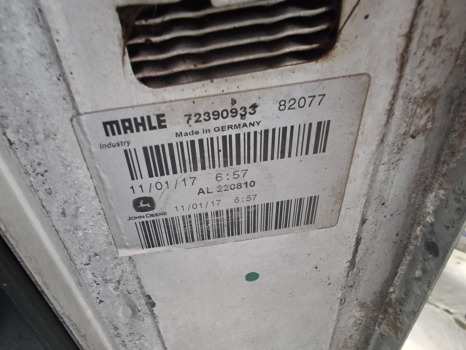 MAHLE 72390933 82077
Industry Made in GERMANY
11/01/17 6:57
AL 220810
JOHN DEERE 11/01/17 6:57